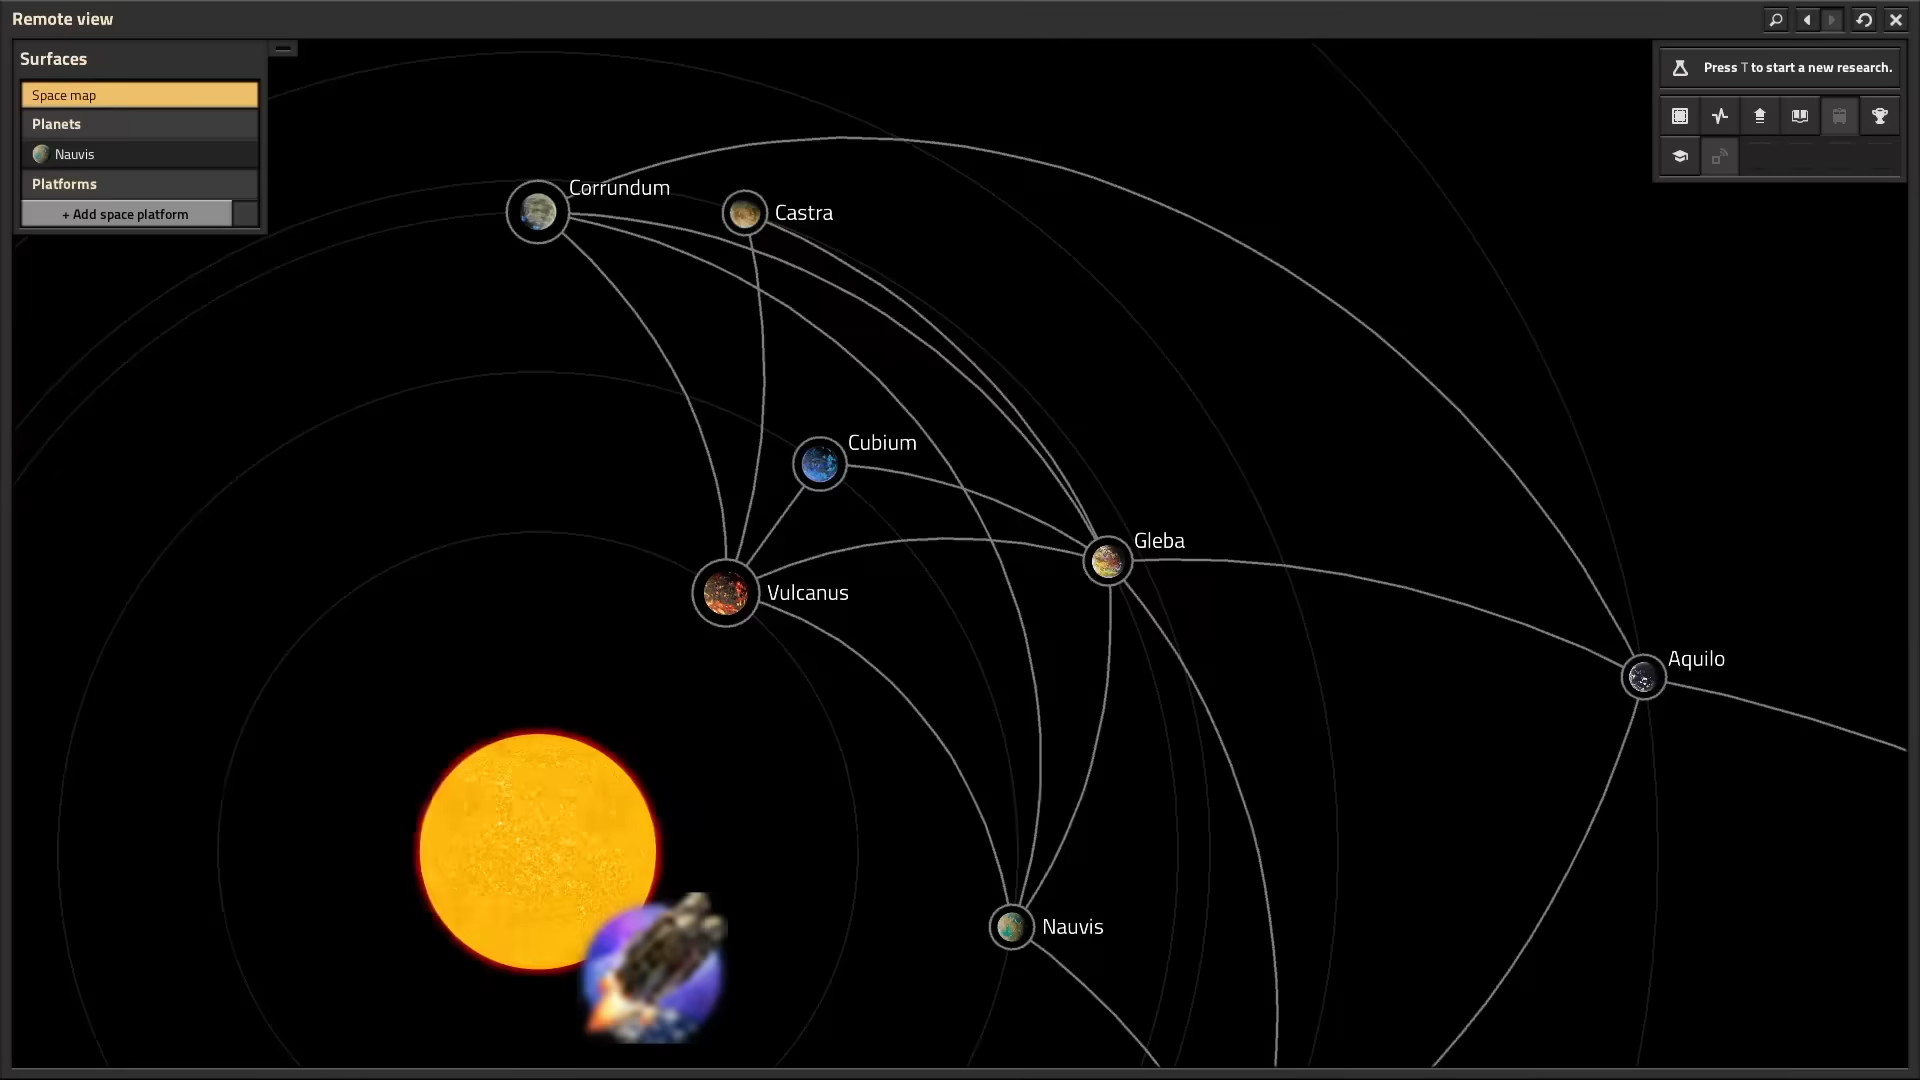 Remote view
Surfaces
Space map
Planets
Nauvis
Platforms
+ Add space platform
Press T to start a new research.
Corrundum
Castra
Cubium
Gleba
Vulcanus
Aquilo
Nauvis